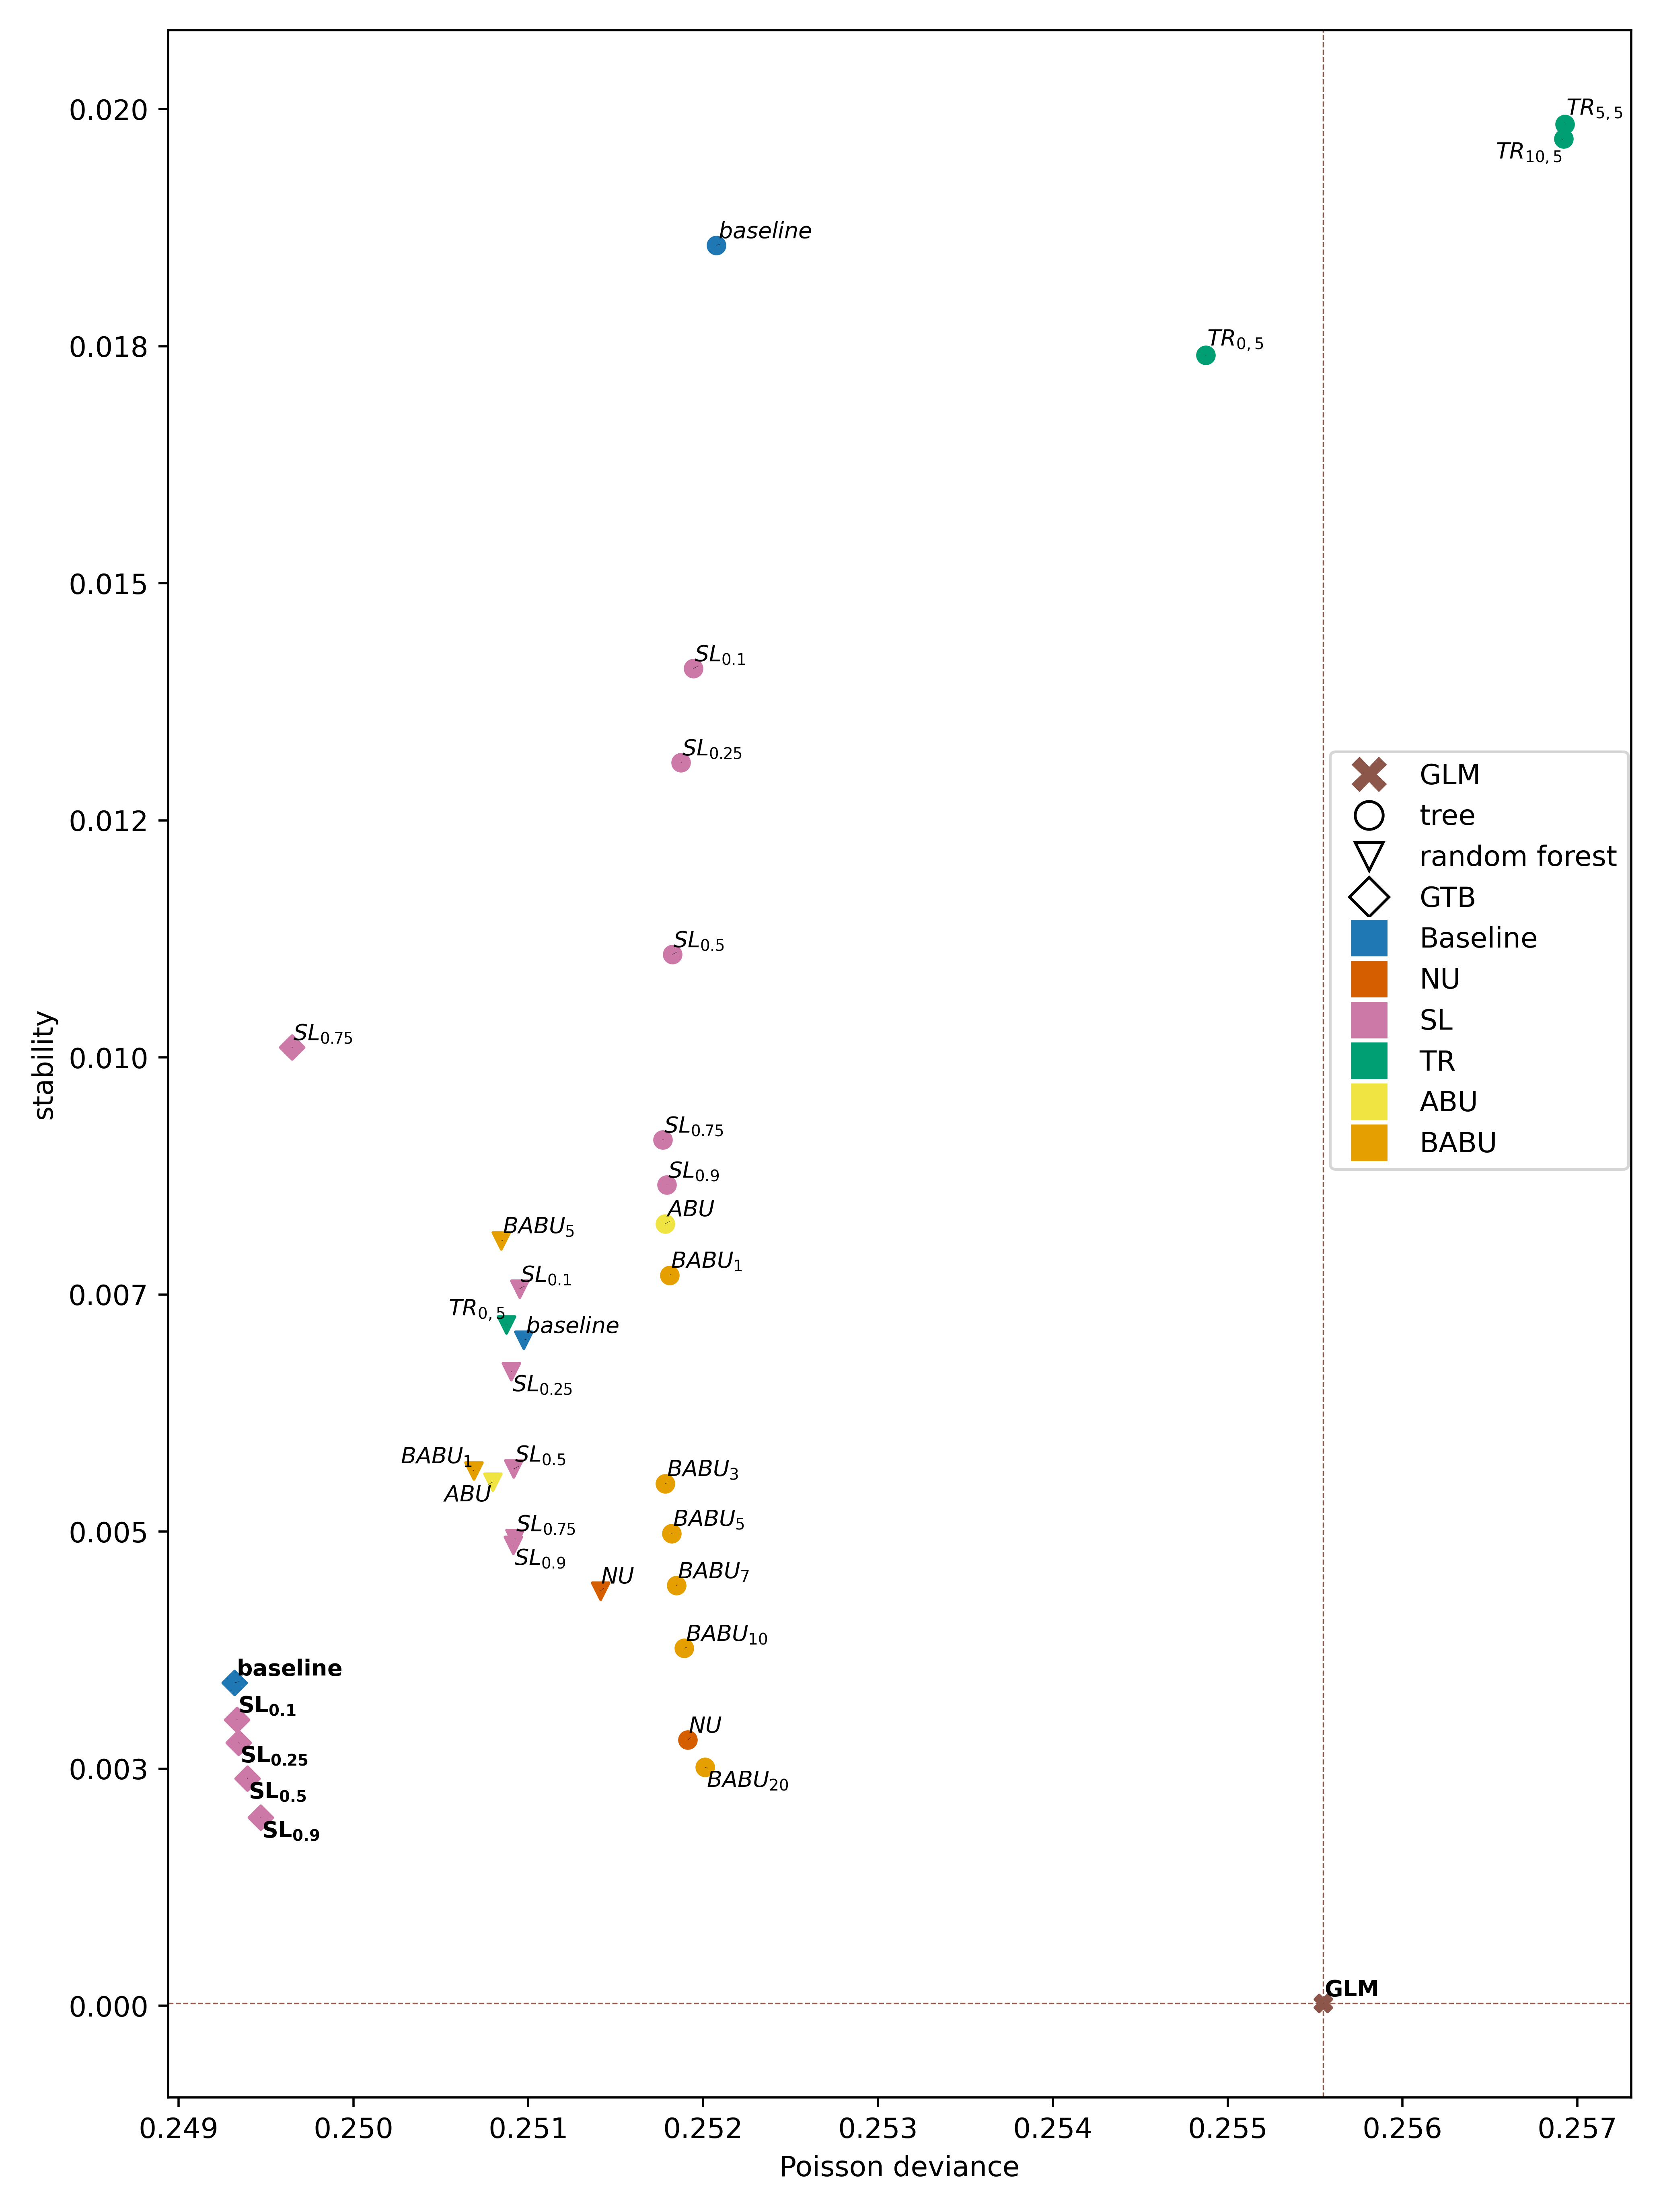 0.020
TR5,5
TR10,5
baseline
0.018
TR0,5
0.015
SL0.1
SL0.25
GLM
tree
random forest
GTB
Baseline
NU
SL
TR
ABU
BABU
0.012
SL0.5
stability
0.010
SL0.75
SL0.75
SL0.9
ABU
BABU5
BABU1
0.007
SL0.1
TR0,5
baseline
SL0.25
BABU1
SL0.5
BABU3
ABU
0.005
SL0.75
BABU5
SL0.9
NU
BABU7
BABU10
baseline
SL0.1
NU
SL0.25
0.003
BABU20
SL0.5
SL0.9
GLM
0.000
0.249 0.250 0.251 0.252 0.253 0.254 0.255 0.256 0.257
Poisson deviance